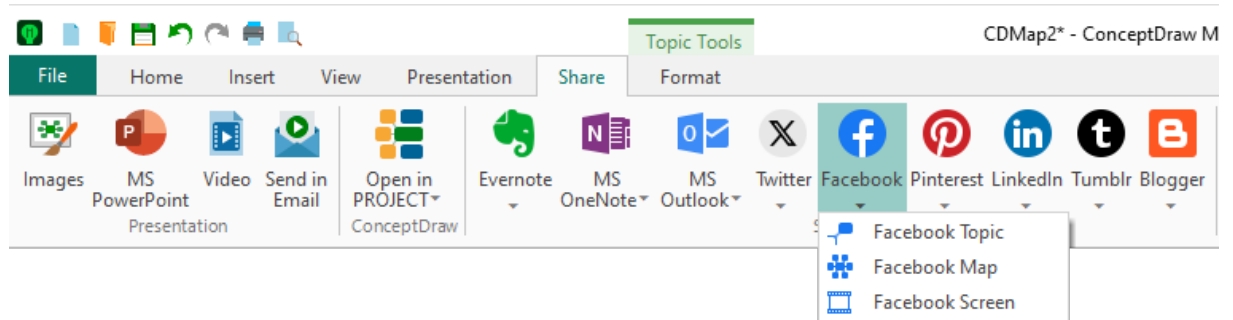 Topic Tools
CDMap2* - ConceptDraw M
File Home Insert View Presentation Share Format
Images MS PowerPoint Video Send in Email Open in PROJECT Evernote MS OneNote MS Outlook Twitter Facebook Pinterest LinkedIn Tumblr Blogger
Presentation ConceptDraw S
Facebook Topic
Facebook Map
Facebook Screen